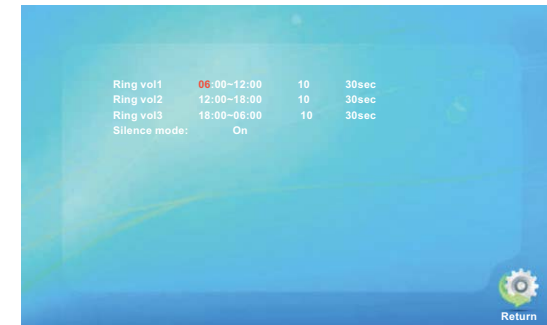 Ring vol1 06:00~12:00 10 30sec
Ring vol2 12:00~18:00 10 30sec
Ring vol3 18:00~06:00 10 30sec
Silence mode: On
Return